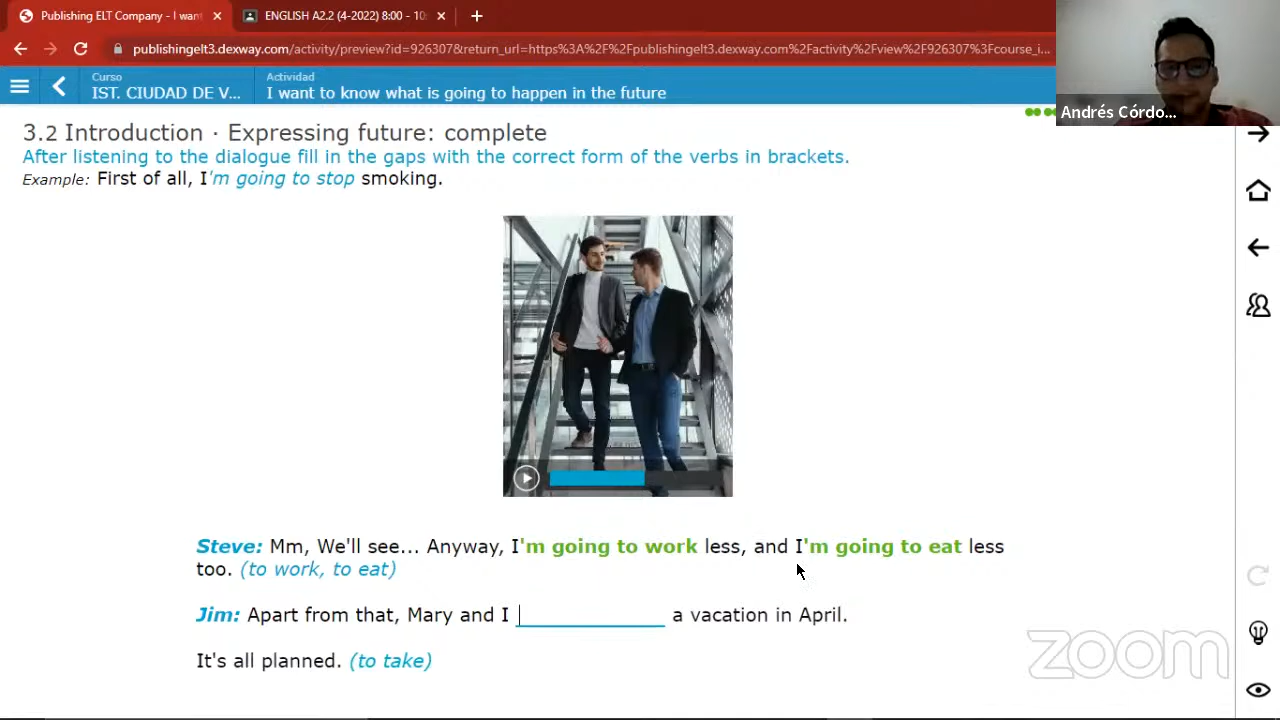 Publishing ELT Company - I want
ENGLISH A2.2 (4-2022) 8:00 - 10:
publishingelt3.dexway.com/activity/preview?id=926307&return_url=https%3A%2F%2Fpublishingelt3.dexway.com%2Factivity%2Fview%2F926307%3Fcourse_i...
Curso
IST. CIUDAD DE V...
Actividad
I want to know what is going to happen in the future
Andrés Córdo...
3.2 Introduction · Expressing future: complete
After listening to the dialogue fill in the gaps with the correct form of the verbs in brackets.
Example: First of all, I'm going to stop smoking.
Steve: Mm, We'll see... Anyway, I'm going to work less, and I'm going to eat less
too. (to work, to eat)
Jim: Apart from that, Mary and I ____________ a vacation in April.
It's all planned. (to take)
zoom